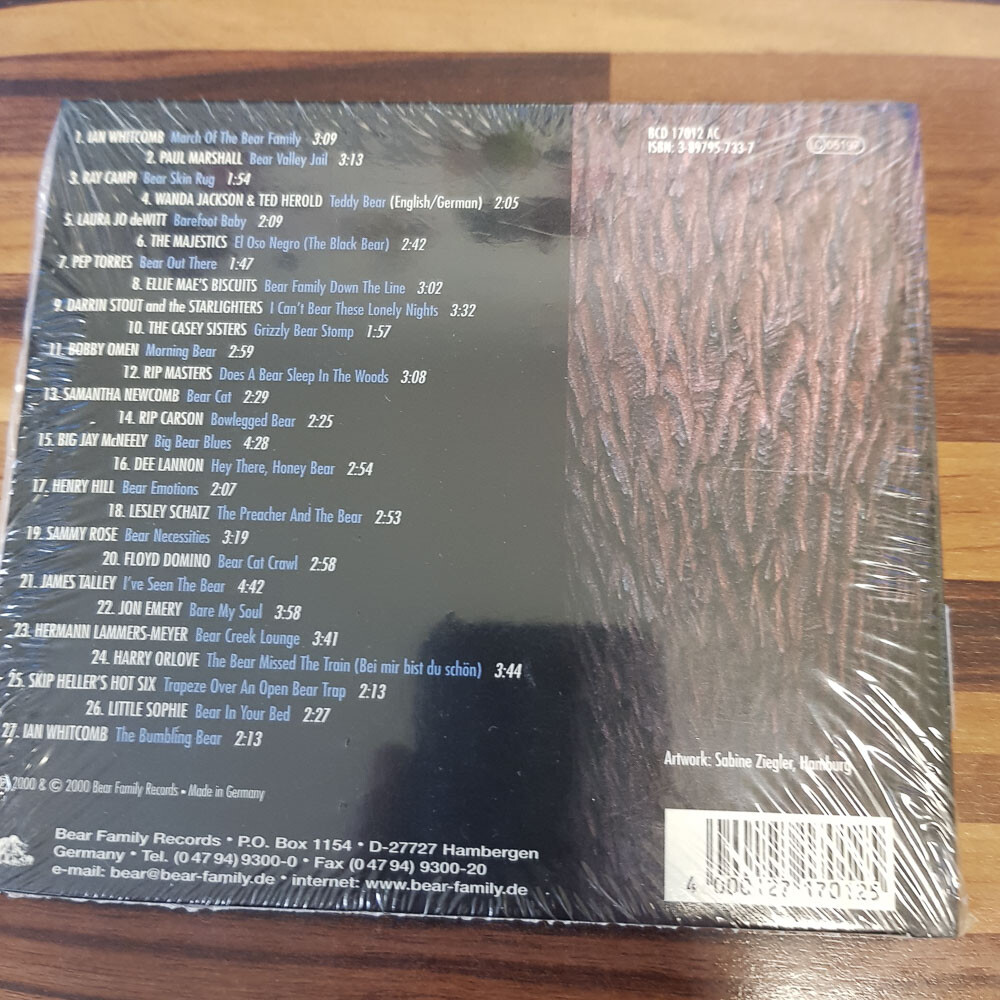 1. IAN WHITCOMB March Of The Bear Family 3:09
2. PAUL MARSHALL Bear Valley Jail 3:13
3. RAY CAMPI Bear Skin Rug 1:54
4. WANDA JACKSON & TED HEROLD Teddy Bear (English/German) 2:05
5. LAURA JO deWITT Barefoot Baby 2:09
6. THE MAJESTICS El Oso Negro (The Black Bear) 2:42
7. PEP TORRES Bear Out There 1:47
8. ELLIE MAE'S BISCUITS Bear Family Down The Line 3:02
9. DARRIN STOUT and the STARLIGHTERS I Can't Bear These Lonely Nights 3:32
10. THE CASEY SISTERS Grizzly Bear Stomp 1:57
11. BOBBY OMEN Morning Bear 2:59
12. RIP MASTERS Does A Bear Sleep In The Woods 3:08
13. SAMANTHA NEWCOMB Bear Cat 2:29
14. RIP CARSON Bowlegged Bear 2:25
15. BIG JAY McNEELY Big Bear Blues 4:28
16. DEE LANNON Hey There, Honey Bear 2:54
17. HENRY HILL Bear Emotions 2:07
18. LESLEY SCHATZ The Preacher And The Bear 2:53
19. SAMMY ROSE Bear Necessities 3:19
20. FLOYD DOMINO Bear Cat Crawl 2:58
21. JAMES TALLEY I've Seen The Bear 4:42
22. JON EMERY Bare My Soul 3:58
23. HERMANN LAMMERS-MEYER Bear Creek Lounge 3:41
24. HARRY ORLOVE The Bear Missed The Train (Bei mir bist du schön) 3:44
25. SKIP HELLER'S HOT SIX Trapeze Over An Open Bear Trap 2:13
26. LITTLE SOPHIE Bear In Your Bed 2:27
27. IAN WHITCOMB The Bumbling Bear 2:13
℗ 2000 & © 2000 Bear Family Records • Made in Germany
Bear Family Records • P.O. Box 1154 • D-27727 Hambergen
Germany • Tel. (0 47 94) 9300-0 • Fax (0 47 94) 9300-20
e-mail: bear@bear-family.de • internet: www.bear-family.de
BCD 17012 AC
ISBN: 3-89795-733-7
LC 05197
Artwork: Sabine Ziegler, Hamburg
4 000127 170125